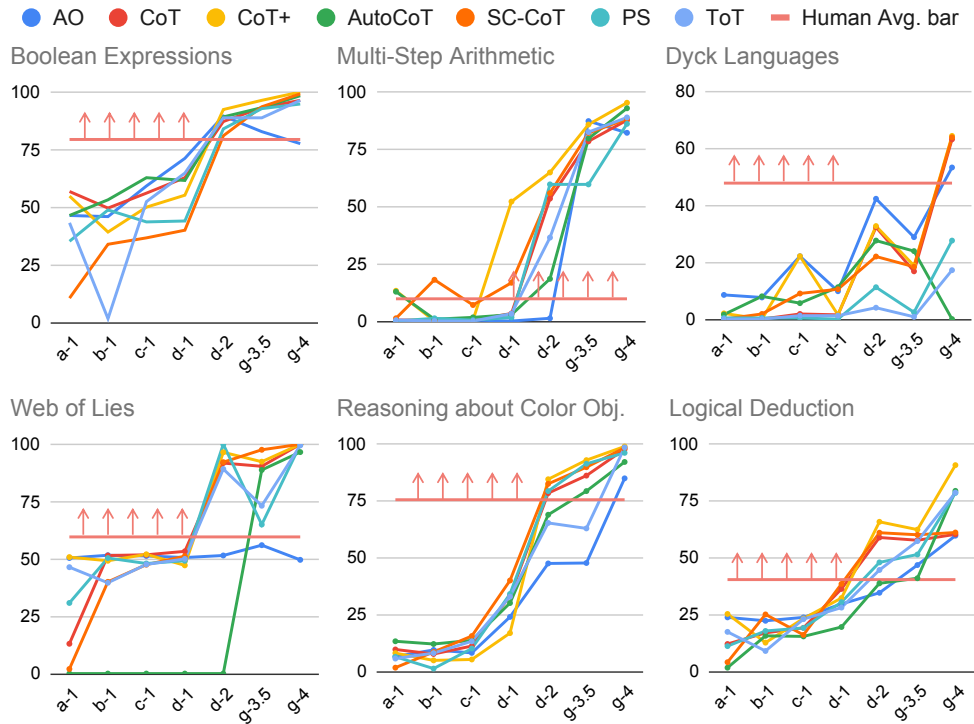 AO CoT CoT+ AutoCoT SC-CoT PS ToT Human Avg. bar
Boolean Expressions
100
75
50
25
0
a-1 b-1 c-1 d-1 d-2 g-3.5 g-4
Multi-Step Arithmetic
100
75
50
25
0
a-1 b-1 c-1 d-1 d-2 g-3.5 g-4
Dyck Languages
80
60
40
20
0
a-1 b-1 c-1 d-1 d-2 g-3.5 g-4
Web of Lies
100
75
50
25
0
a-1 b-1 c-1 d-1 d-2 g-3.5 g-4
Reasoning about Color Obj.
100
75
50
25
0
a-1 b-1 c-1 d-1 d-2 g-3.5 g-4
Logical Deduction
100
75
50
25
0
a-1 b-1 c-1 d-1 d-2 g-3.5 g-4